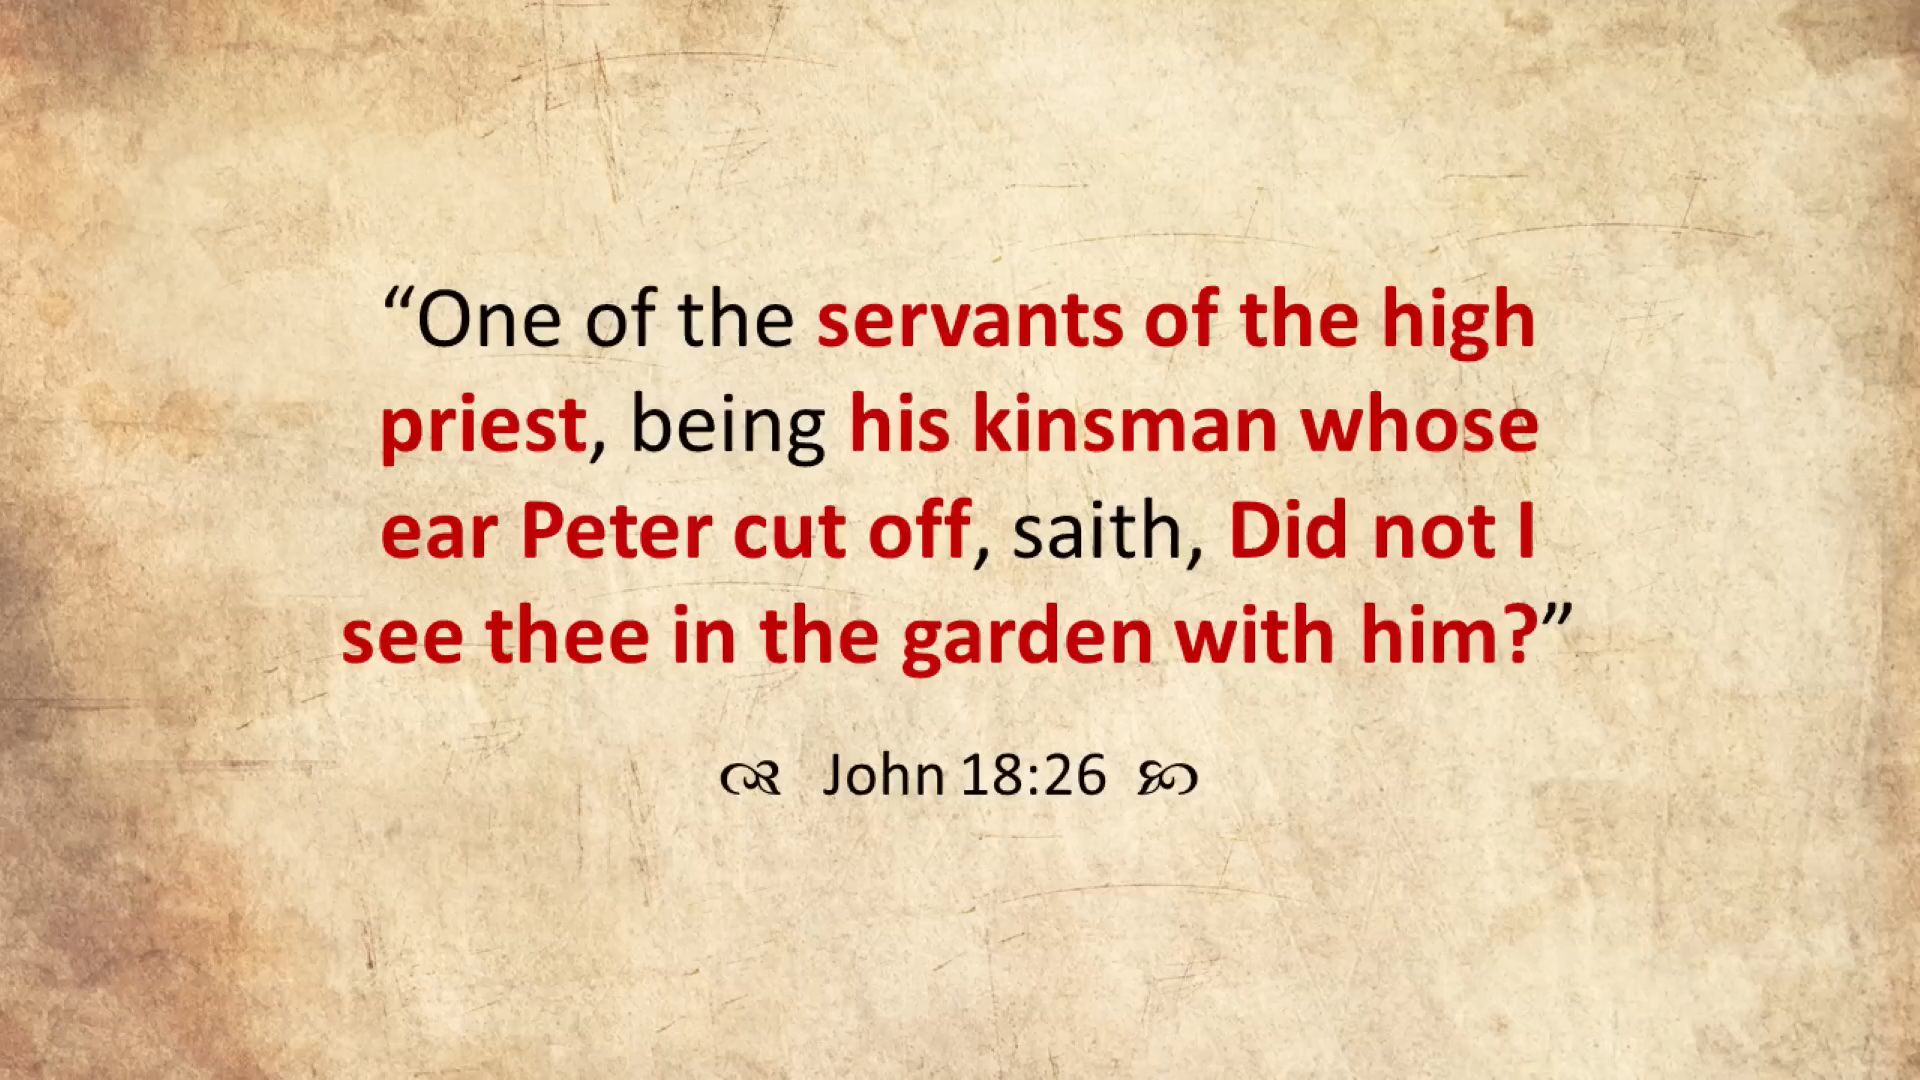 “One of the servants of the high
priest, being his kinsman whose
ear Peter cut off, saith, Did not I
see thee in the garden with him?”
John 18:26